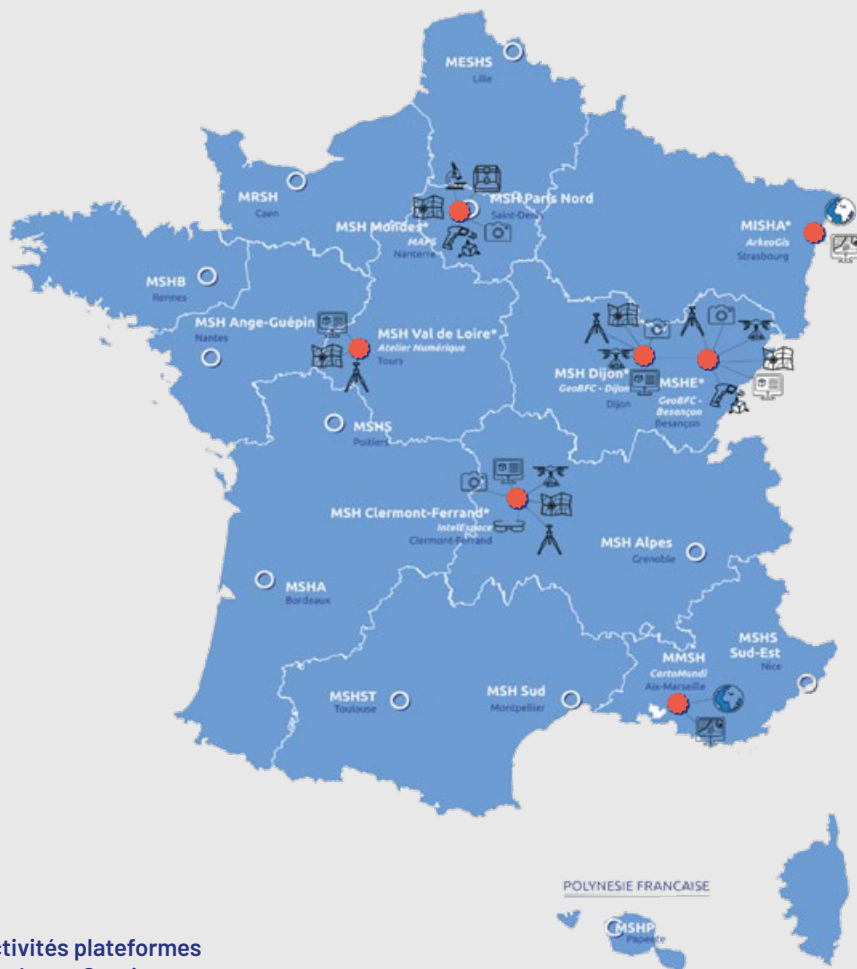 MESHS
Lille
MRSH
Caen
MSH Paris Nord
Saint-Denis
MSH Mondes*
MAPS
Nanterre
MISHA*
ArkeoGis
Strasbourg
MSHB
Rennes
MSH Ange-Guépin
Nantes
MSH Val de Loire*
Atelier Numérique
Tours
MSH Dijon*
GeoBFC - Dijon
Dijon
MSHE*
GeoBFC -
Besançon
Besançon
MSHS
Poitiers
MSH Clermont-Ferrand*
IntelEspace
Clermont-Ferrand
MSH Alpes
Grenoble
MSHA
Bordeaux
MSHS
Sud-Est
Nice
MMSH
CartoMundi
Aix-Marseille
MSHST
Toulouse
MSH Sud
Montpellier
POLYNESIE FRANCAISE
MSHP
Papeete
ctivités plateformes